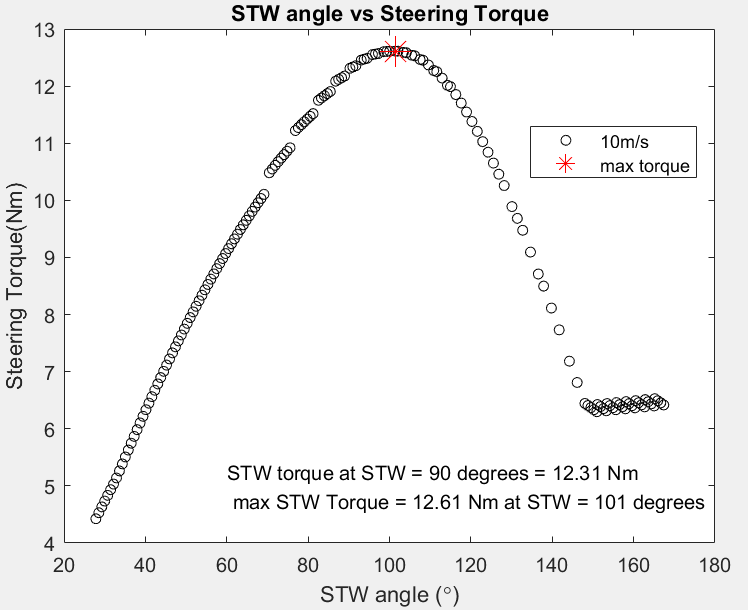 STW angle vs Steering Torque
Steering Torque(Nm)
13
12
11
10
9
8
7
6
5
4
10m/s
max torque
STW torque at STW = 90 degrees = 12.31 Nm
max STW Torque = 12.61 Nm at STW = 101 degrees
20 40 60 80 100 120 140 160 180
STW angle (°)